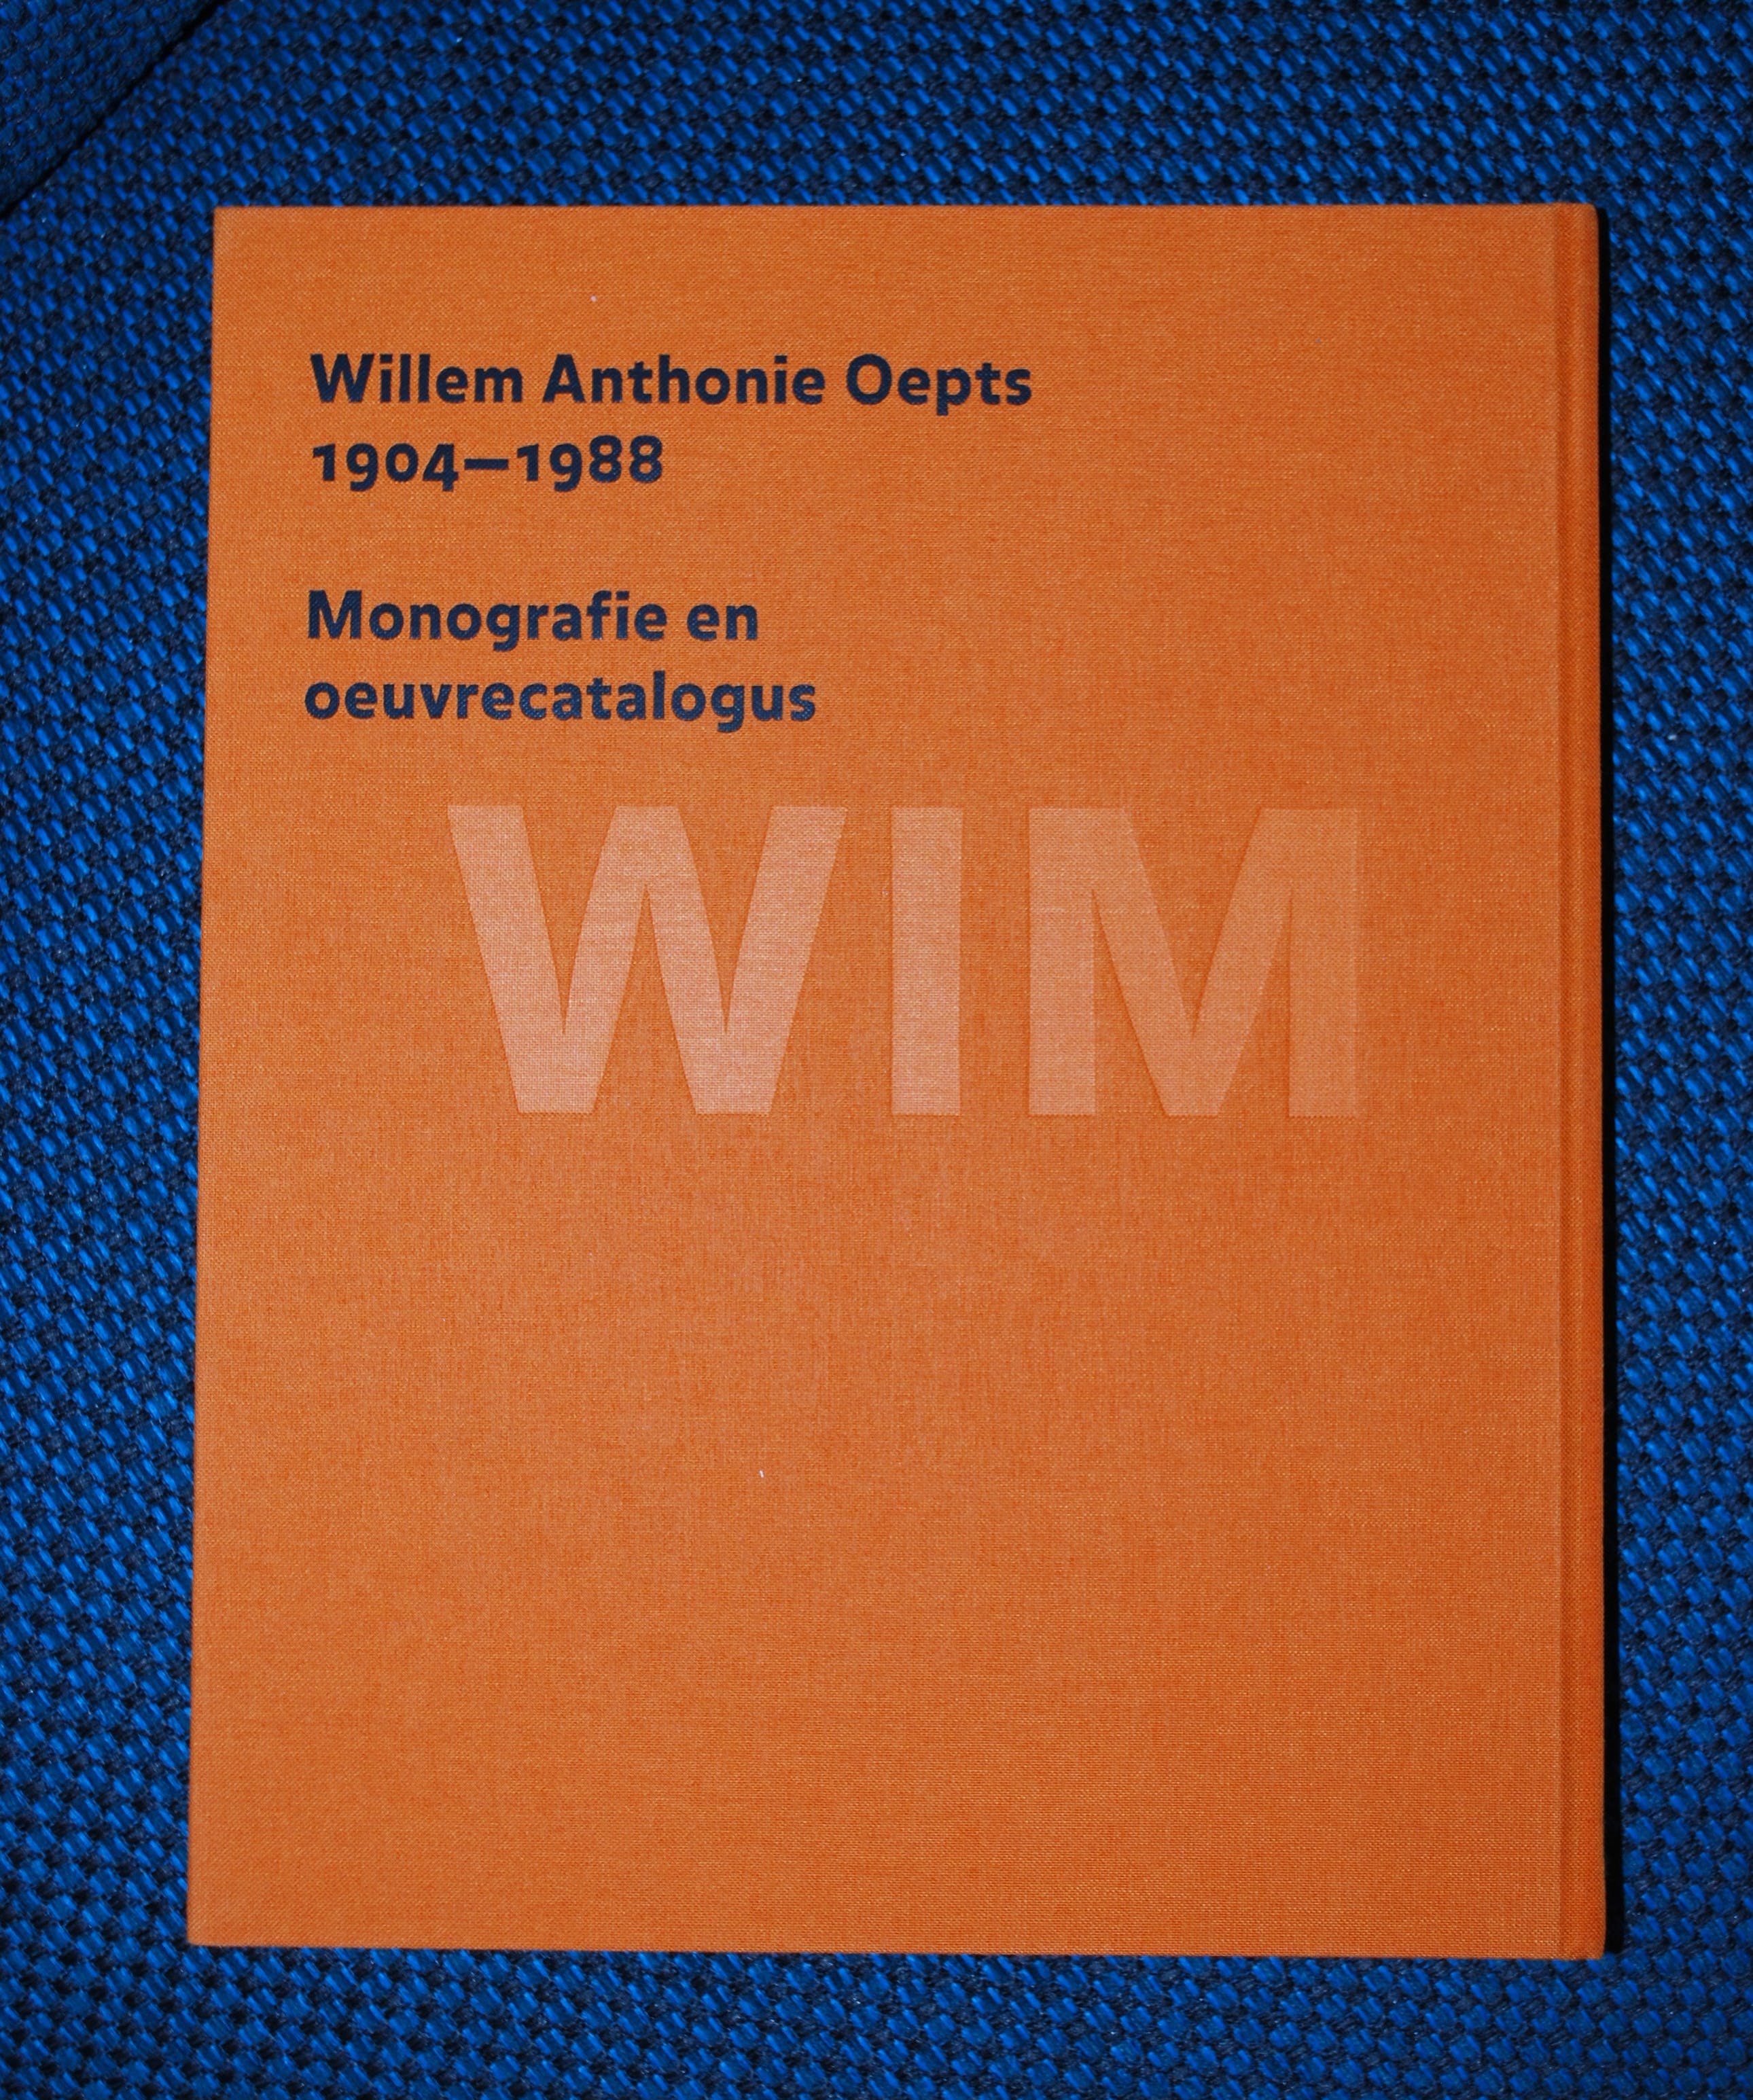 Willem Anthonie Oepts
1904—1988
Monografie en
oeuvrecatalogus
WIM